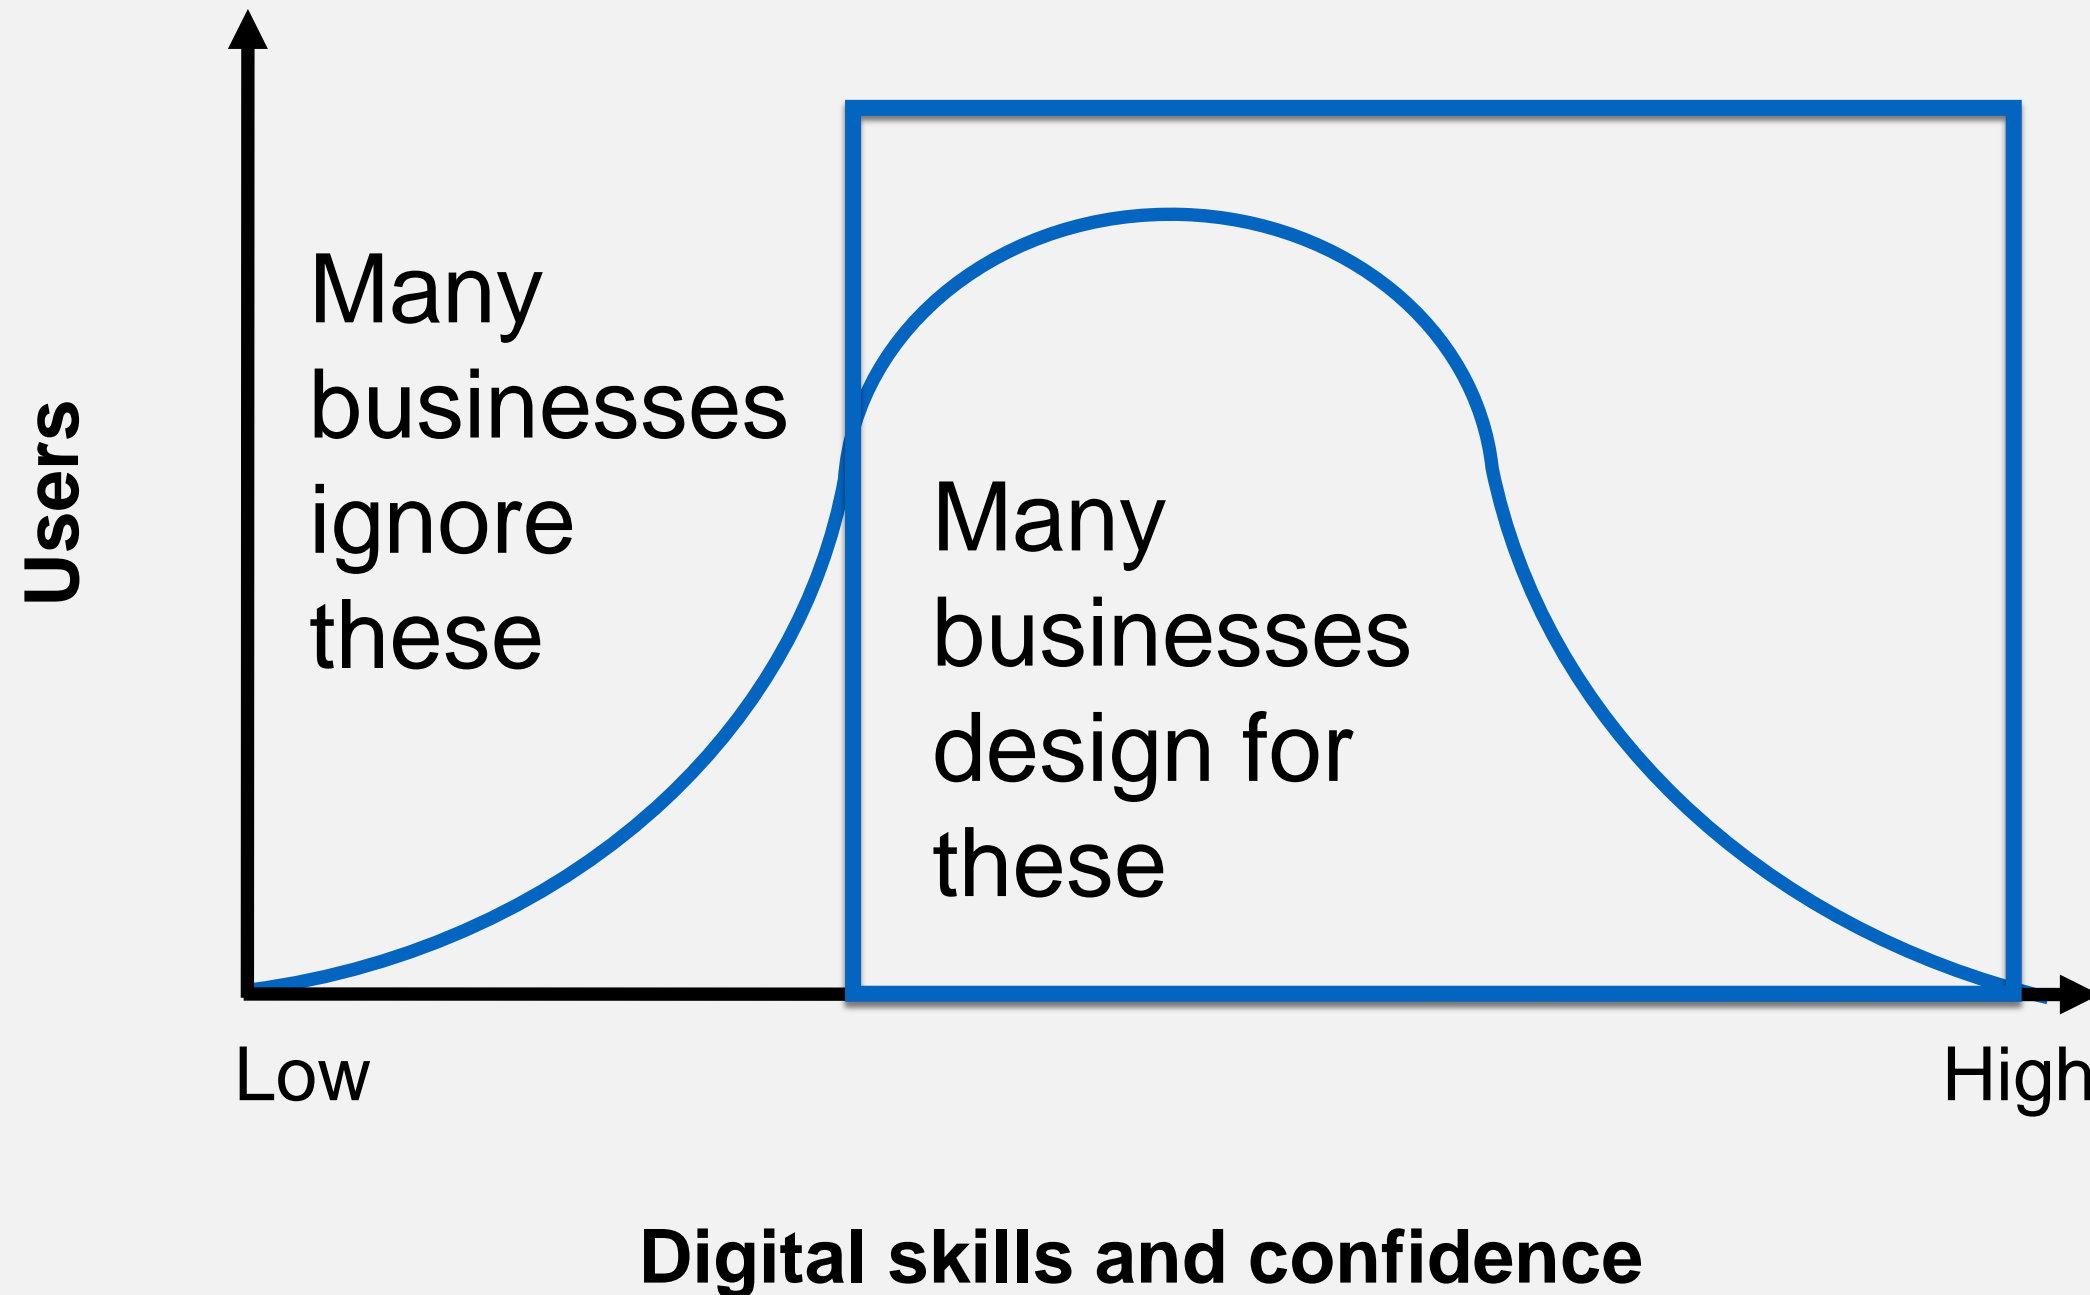 Users
Many
businesses
ignore
these
Many
businesses
design for
these
Low
High
Digital skills and confidence